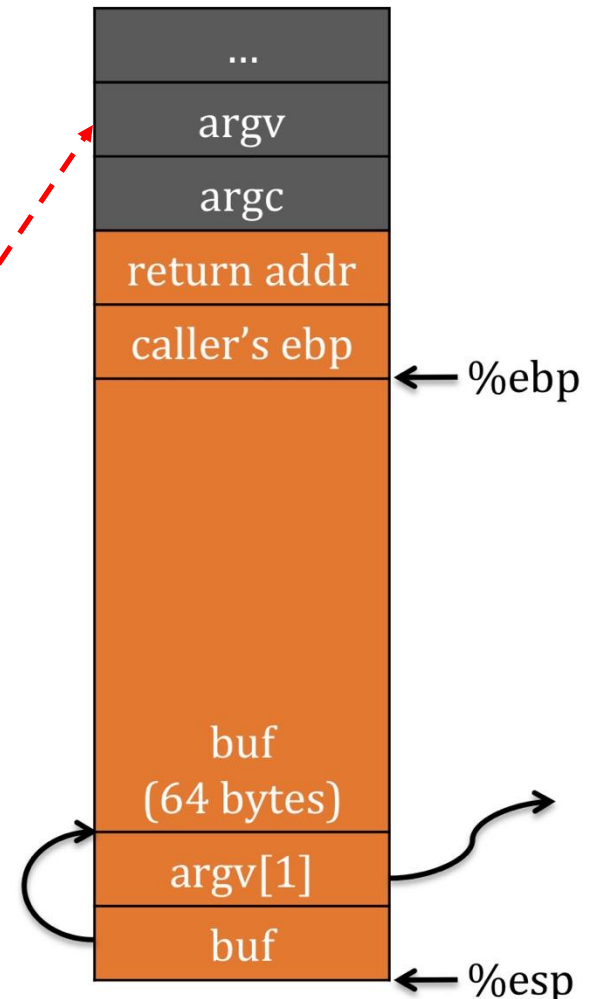 ...
argv
argc
return addr
caller’s ebp
%ebp
buf
(64 bytes)
argv[1]
buf
%esp